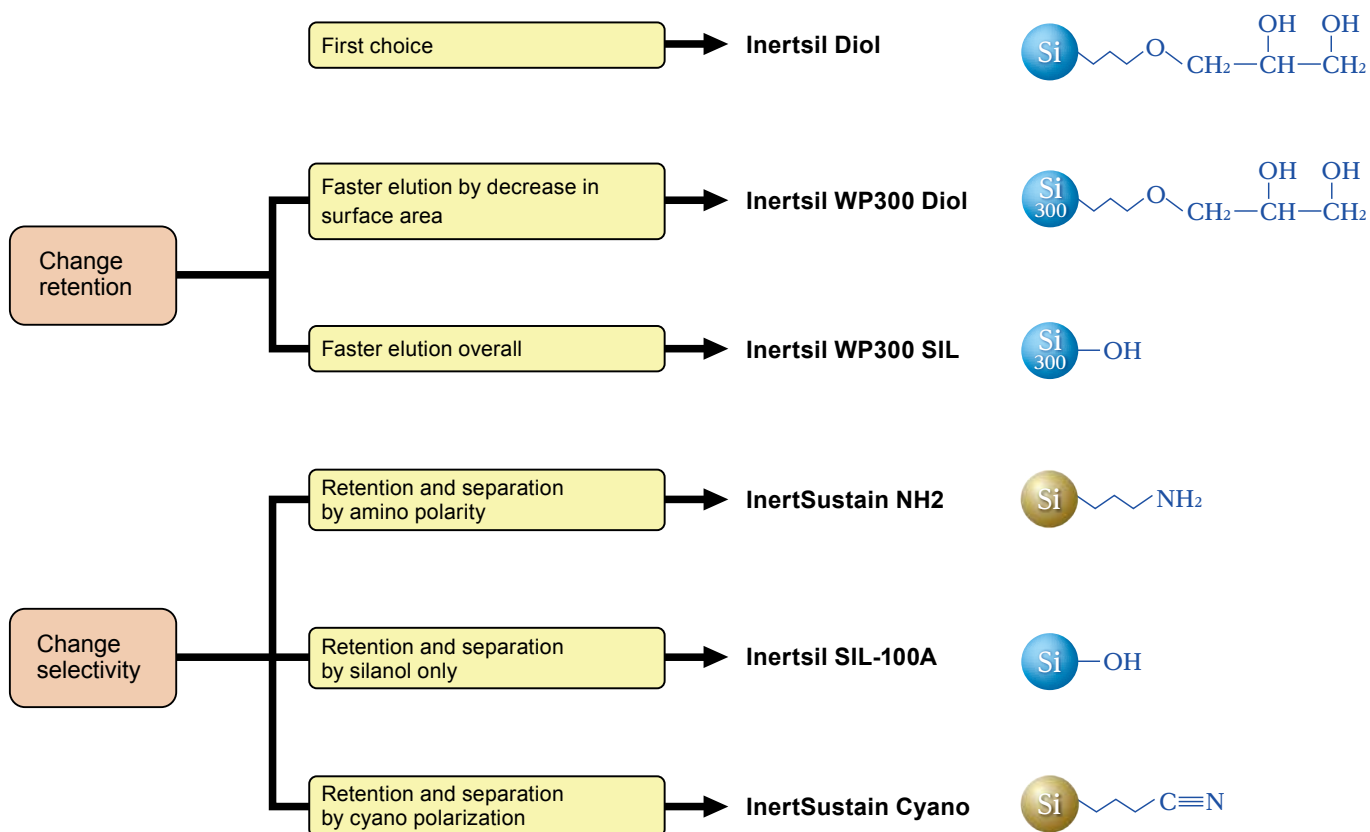 First choice
Inertsil Diol
Si
O
CH₂—CH—CH₂
OH OH
Change
retention
Faster elution by decrease in
surface area
Inertsil WP300 Diol
Si
300
O
CH₂—CH—CH₂
OH OH
Faster elution overall
Inertsil WP300 SIL
Si
300
OH
Change
selectivity
Retention and separation
by amino polarity
InertSustain NH2
Si
NH₂
Retention and separation
by silanol only
Inertsil SIL-100A
Si
OH
Retention and separation
by cyano polarization
InertSustain Cyano
Si
C≡N